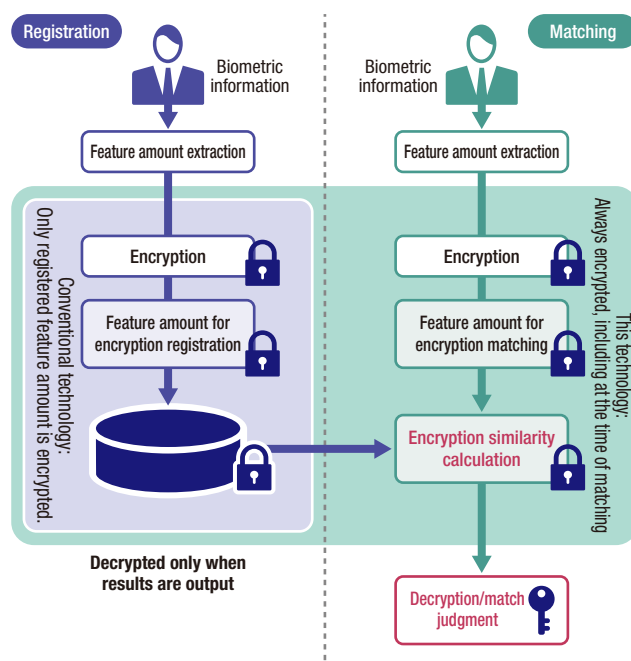 Registration
Biometric
information
Feature amount extraction
Conventional technology:
Only registered feature amount is encrypted.
Encryption
Feature amount for
encryption registration
Decrypted only when
results are output
Matching
Biometric
information
Feature amount extraction
Encryption
Feature amount for
encryption matching
Encryption similarity
calculation
This technology:
Always encrypted, including at the time of matching
Decryption/match
judgment